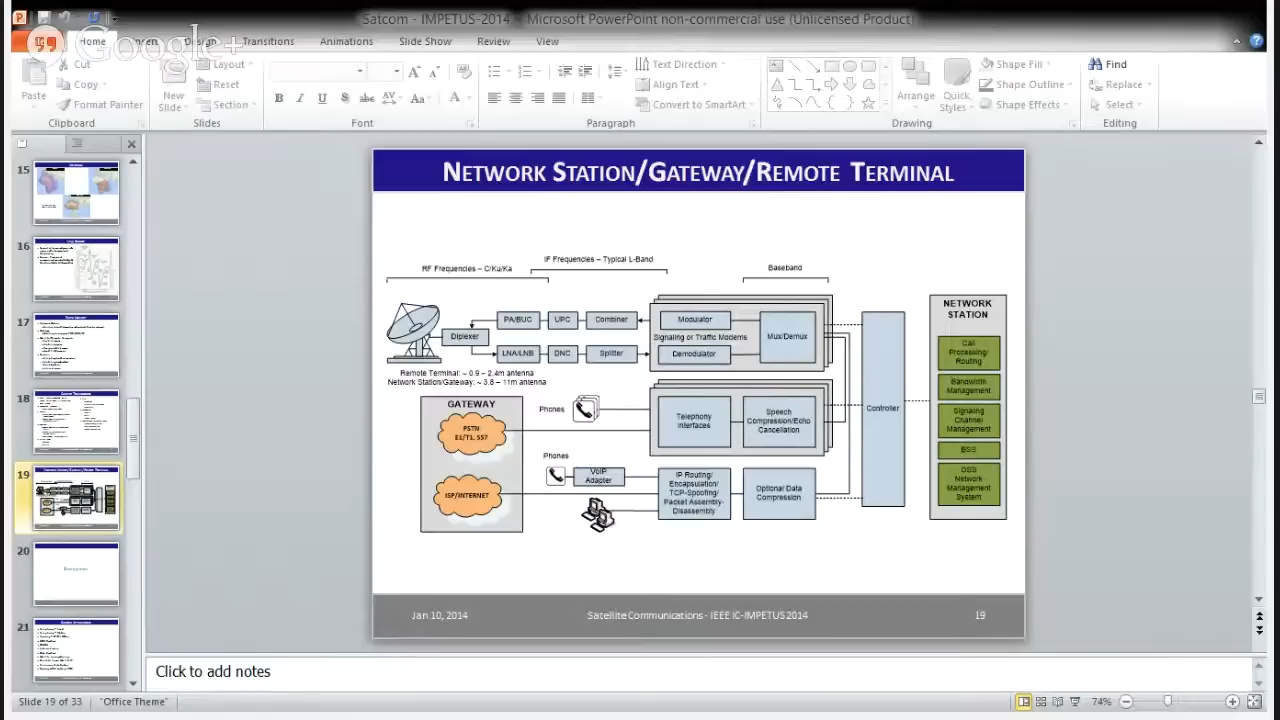 Satcom - IMPETUS-2014 - Microsoft PowerPoint non-commercial use (Unlicensed Product)
Google+
Home Design Transitions Animations Slide Show Review View
Cut
Copy
Format Painter
Paste
Clipboard
New
Slide
Layout
Reset
Section
Slides
Font
Text Direction
Align Text
Convert to SmartArt
Paragraph
Arrange
Quick
Styles
Shape Fill
Shape Outline
Shape Effects
Drawing
Find
Replace
Select
Editing
15
16
17
18
19
20
21
NETWORK STATION/GATEWAY/REMOTE TERMINAL
RF Frequencies – C/Ku/Ka
IF Frequencies – Typical L-Band
Baseband
Diplexer
PA/BUC
UPC
Combiner
LNA/LNB
DNC
Splitter
Modulator
Signaling or Traffic Modems
Demodulator
Mux/Demux
Remote Terminal: ~ 0.9 – 2.4m antenna
Network Station/Gateway: ~ 3.8 – 11m antenna
GATEWAY
PSTN
E1/T1, SS7
ISP/INTERNET
Phones
Phones
VoIP
Adapter
Telephony
Interfaces
Speech
Compression/Echo
Cancellation
IP Routing/
Encapsulation/
TCP-Spoofing/
Packet Assembly-
Disassembly
Optional Data
Compression
Controller
NETWORK
STATION
Call
Processing/
Routing
Bandwidth
Management
Signaling
Channel
Management
BSS
OSS
Network
Management
System
Jan 10, 2014
Satellite Communications - IEEE iC-IMPETUS 2014
19
Click to add notes
Slide 19 of 33
"Office Theme"
74%